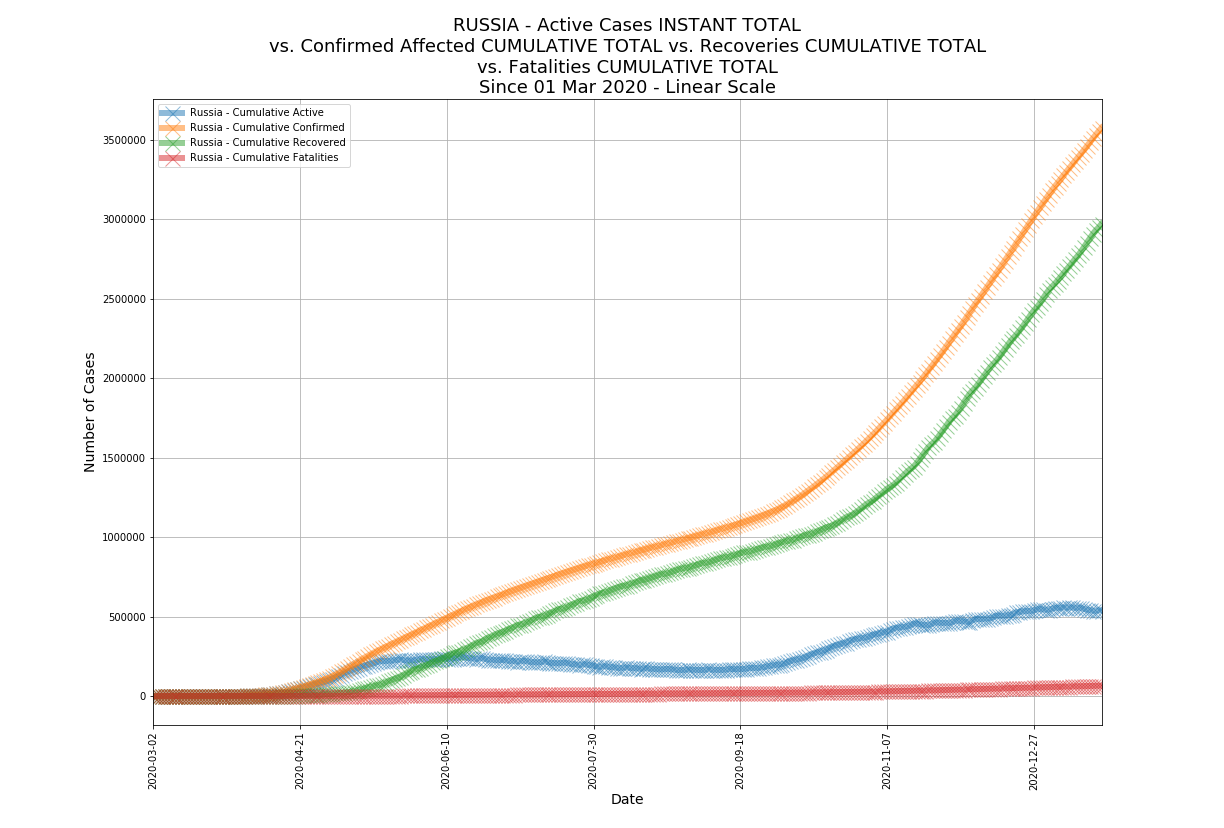 RUSSIA - Active Cases INSTANT TOTAL
vs. Confirmed Affected CUMULATIVE TOTAL vs. Recoveries CUMULATIVE TOTAL
vs. Fatalities CUMULATIVE TOTAL
Since 01 Mar 2020 - Linear Scale
Russia - Cumulative Active
Russia - Cumulative Confirmed
Russia - Cumulative Recovered
Russia - Cumulative Fatalities
Number of Cases
3500000
3000000
2500000
2000000
1500000
1000000
500000
0
2020-03-02
2020-04-21
2020-06-10
2020-07-30
2020-09-18
2020-11-07
2020-12-27
Date